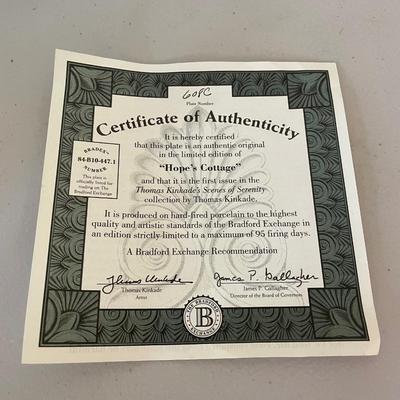 609C
Plate Number
Certificate of Authenticity
BRADEX-
NUMBER
84-B10-447.1
This plate is
officially listed for
trading on The
Bradford Exchange
It is hereby certified
that this plate is an authentic original
in the limited edition of
“Hope's Cottage”
and that it is the first issue in the
Thomas Kinkade's Scenes of Serenity
collection by Thomas Kinkade.
It is produced on hard-fired porcelain to the highest
quality and artistic standards of the Bradford Exchange in
an edition strictly limited to a maximum of 95 firing days.
A Bradford Exchange Recommendation
Thomas Kinkade
Thomas Kinkade
Artist
James P. Gallagher
James P. Gallagher
Director of the Board of Governors
THE BRADFORD
B
EXCHANGE